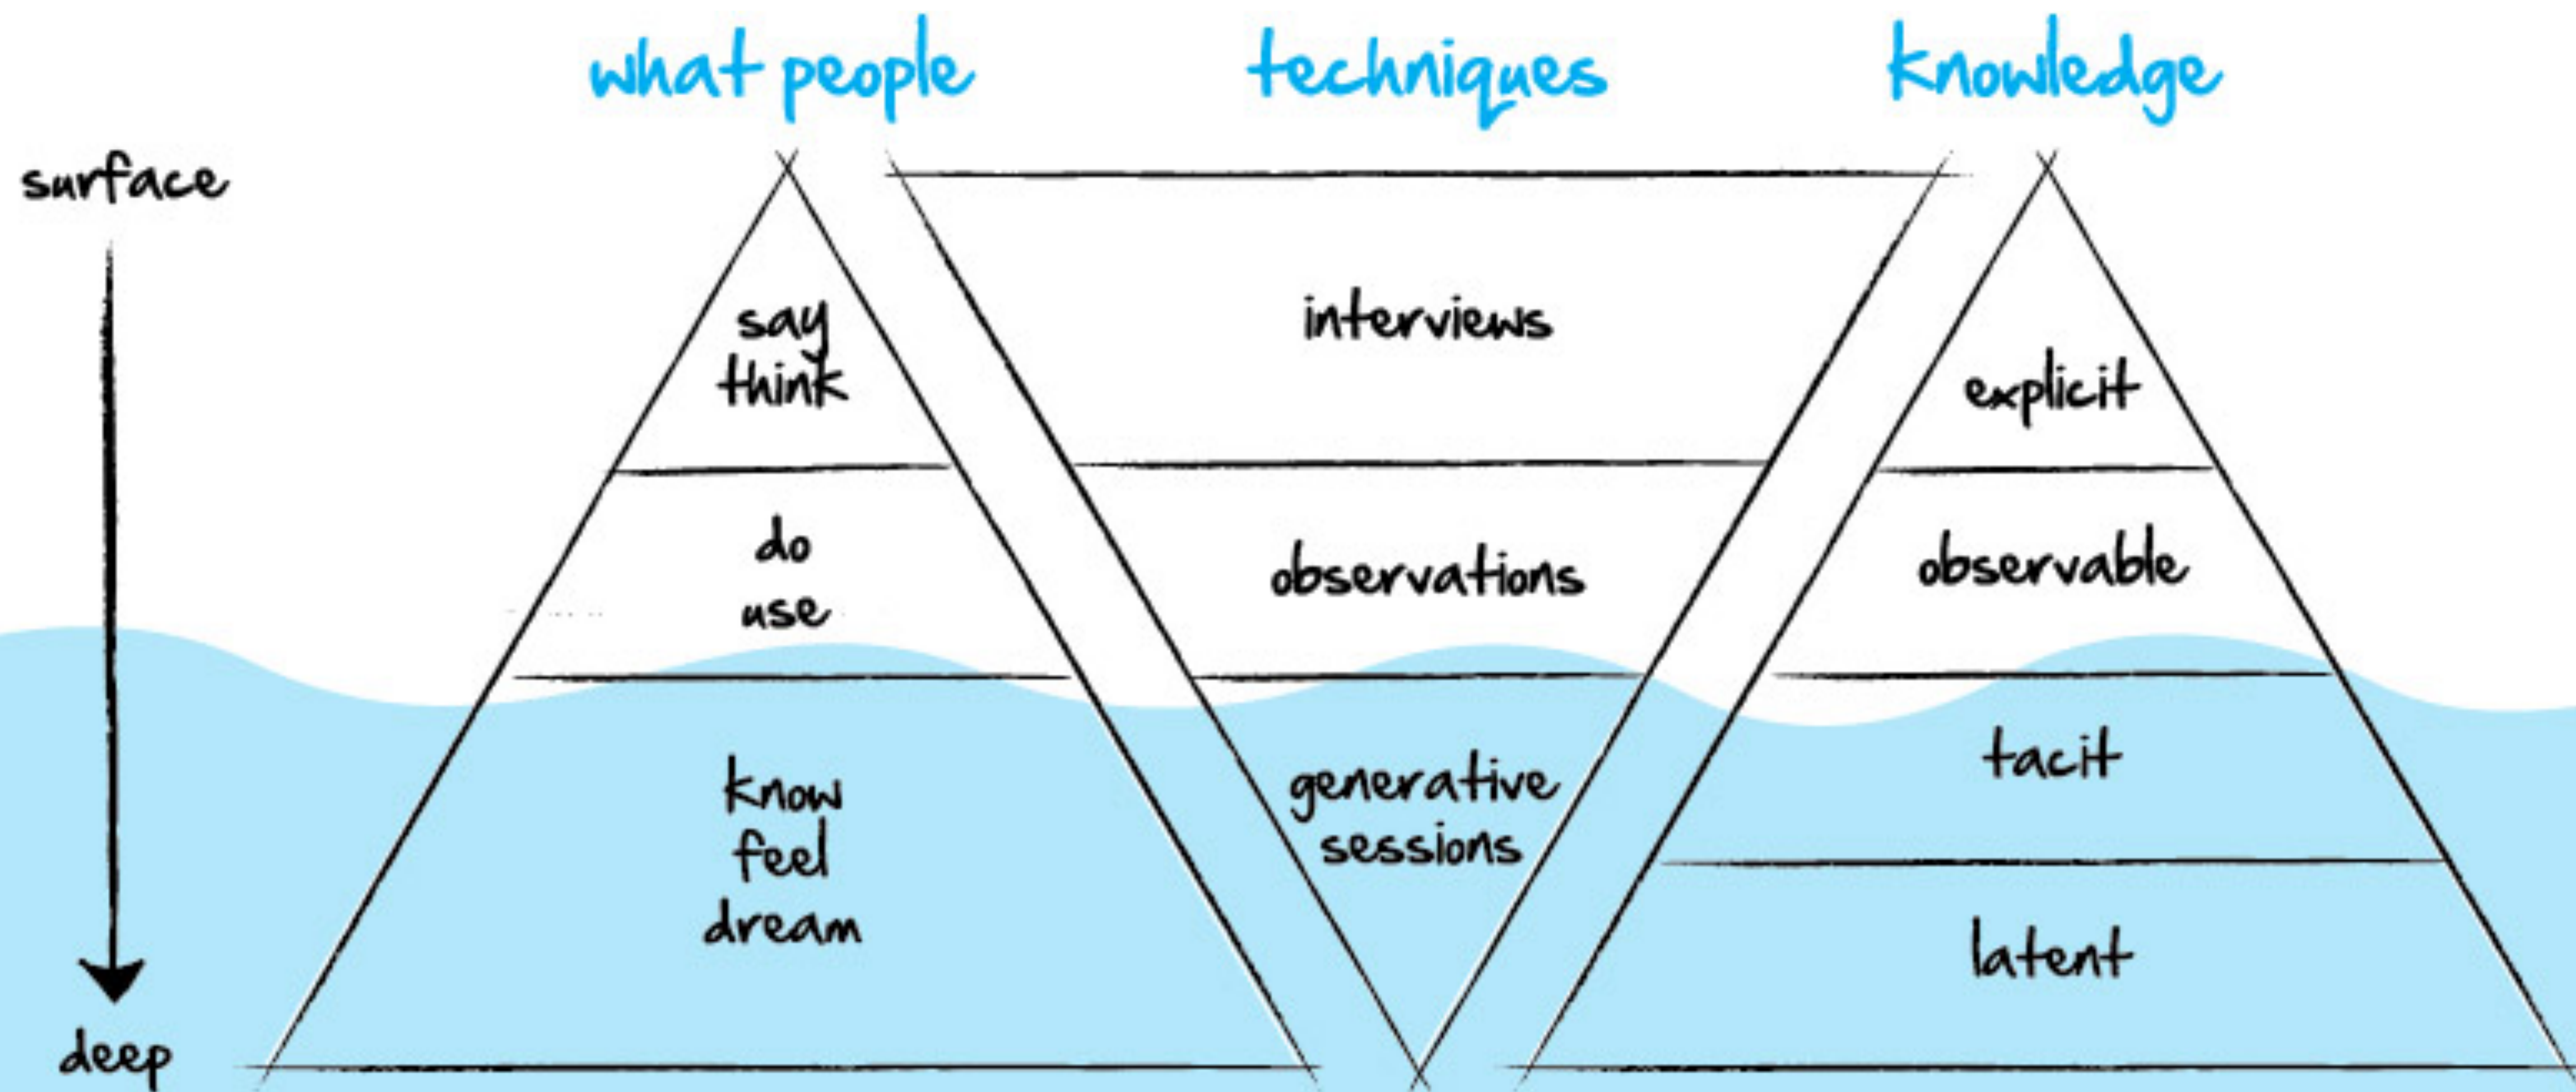 what people
techniques
knowledge
surface
say
think
interviews
explicit
do
use
observations
observable
know
feel
dream
generative
sessions
tacit
latent
deep